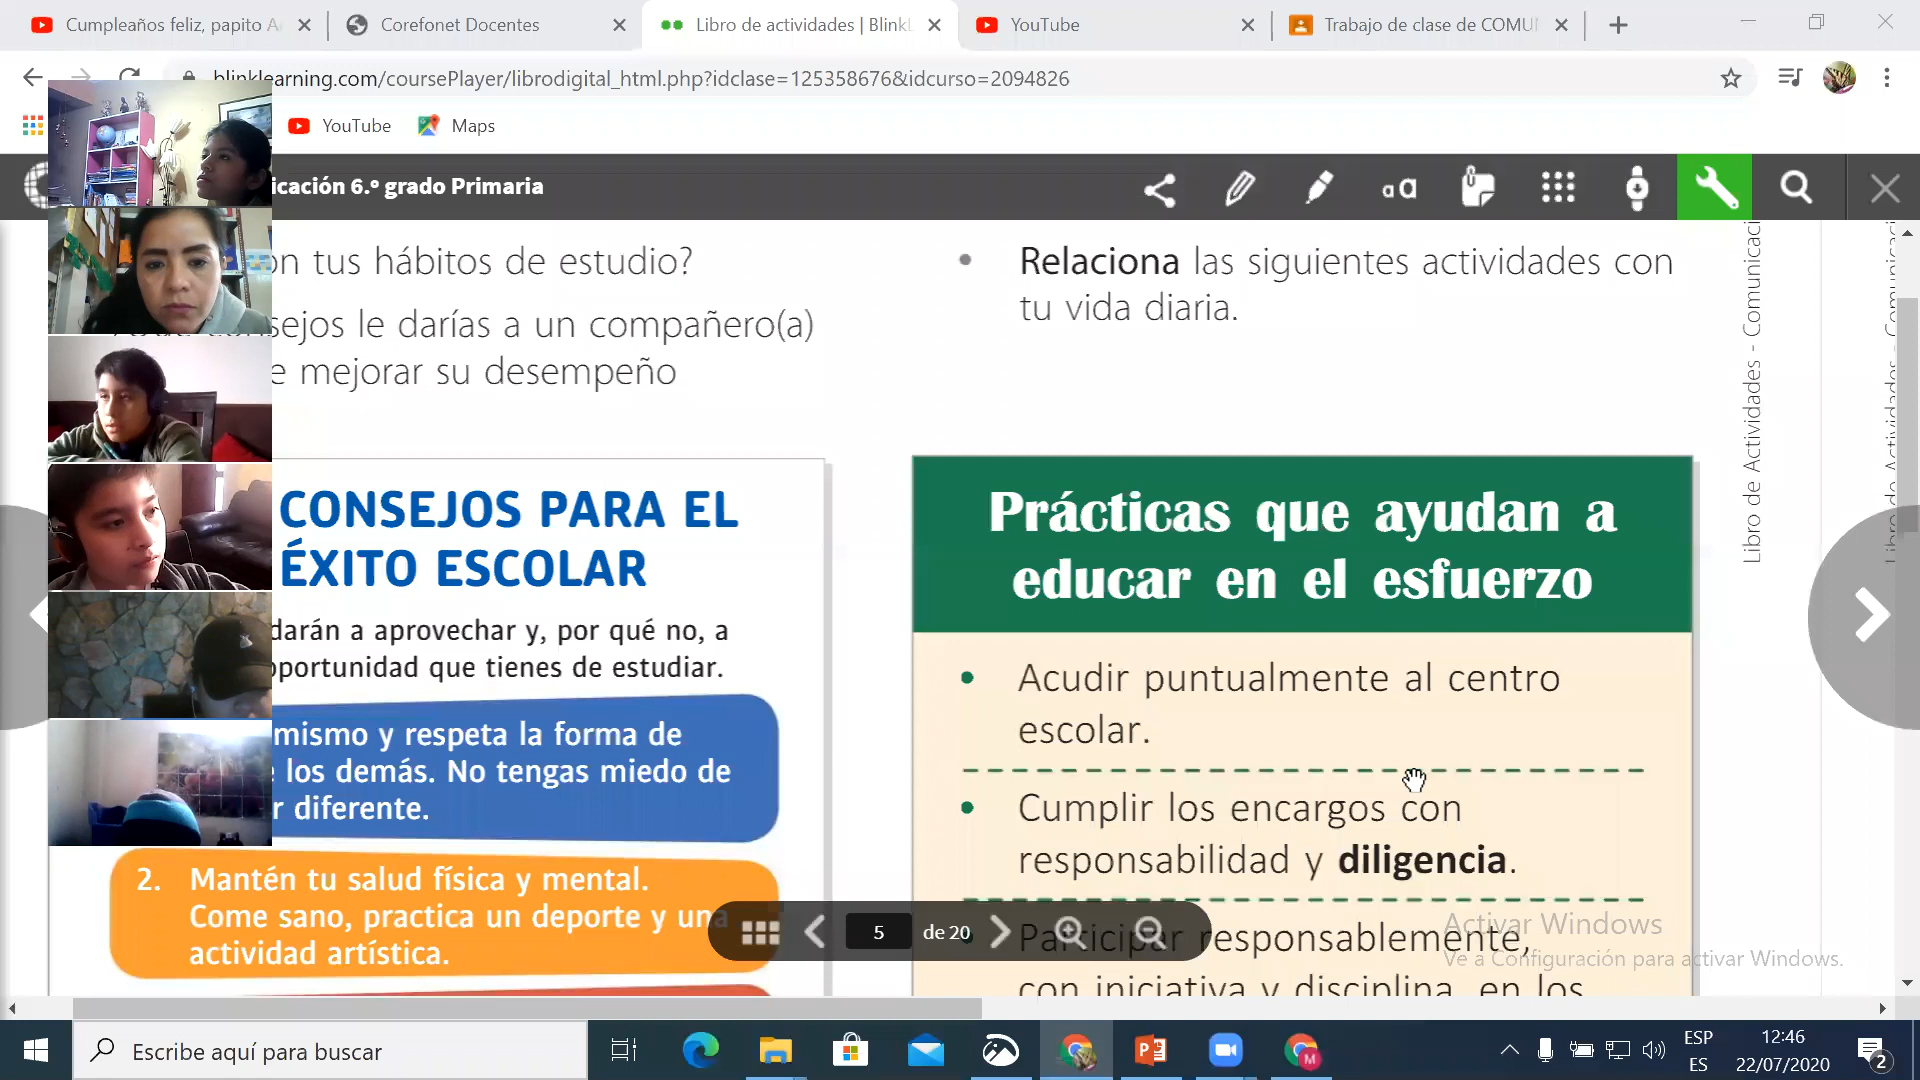 Cumpleaños feliz, papito A
Corefonet Docentes
Libro de actividades | BlinkL
YouTube
Trabajo de clase de COMU
blinklearning.com/coursePlayer/librodigital_html.php?idclase=125358676&idcurso=2094826
YouTube
Maps
icación 6.º grado Primaria
aa
on tus hábitos de estudio?
sejos le darías a un compañero(a)
e mejorar su desempeño
CONSEJOS PARA EL
ÉXITO ESCOLAR
darán a aprovechar y, por qué no, a
oportunidad que tienes de estudiar.
mismo y respeta la forma de
los demás. No tengas miedo de
r diferente.
2. Mantén tu salud física y mental.
Come sano, practica un deporte y una
actividad artística.
• Relaciona las siguientes actividades con
tu vida diaria.
Prácticas que ayudan a
educar en el esfuerzo
• Acudir puntualmente al centro
escolar.
• Cumplir los encargos con
responsabilidad y diligencia.
• Participar responsablemente,
con iniciativa y disciplina, en los
Libro de Actividades - Comunicaci
Libro de Actividades - Comunicaci
5 de 20
Activar Windows
Ve a Configuración para activar Windows.
Escribe aquí para buscar
ESP
ES
12:46
22/07/2020
2